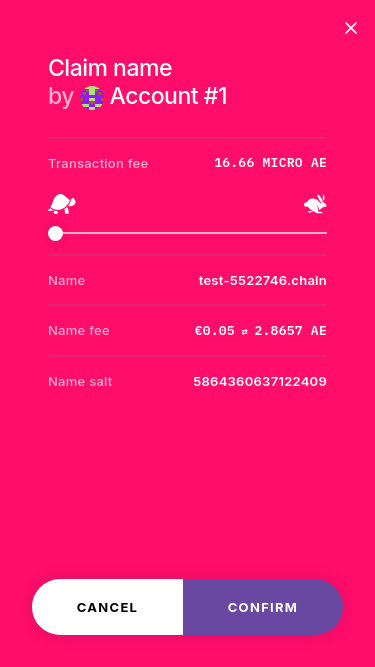 Claim name
by Account #1
Transaction fee 16.66 MICRO AE
Name test-5522746.chain
Name fee €0.05 ⇄ 2.8657 AE
Name salt 5864360637122409
CANCEL CONFIRM